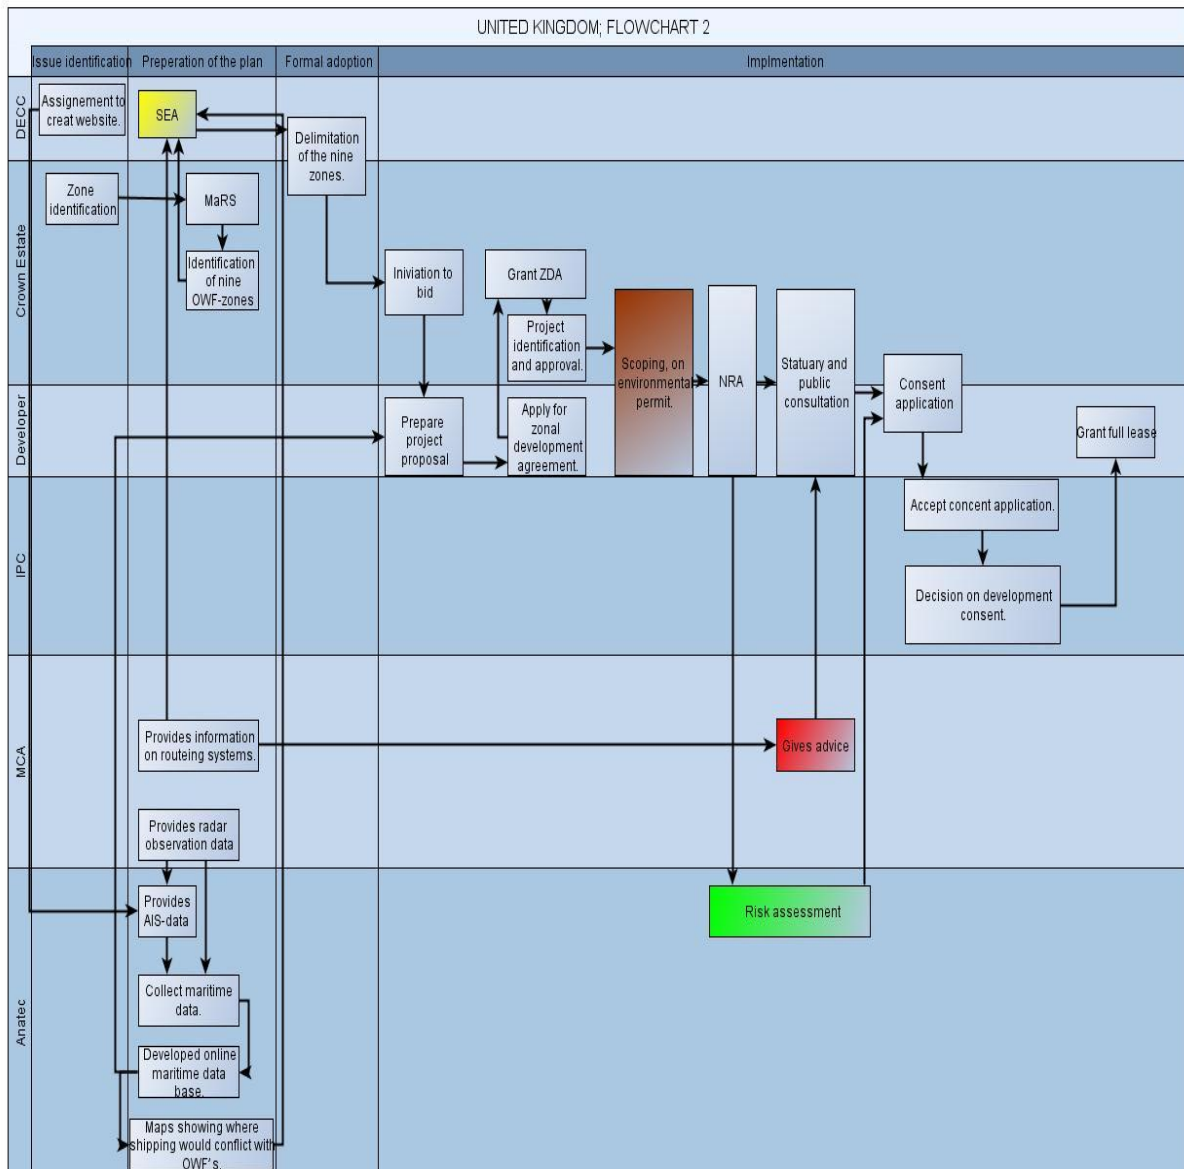 UNITED KINGDOM; FLOWCHART 2
Issue identification
Preperation of the plan
Formal adoption
Implmentation
DECC
Assignement to
creat website.
SEA
Delimitation
of the nine
zones.
Crown Estate
Zone
identification
MaRS
Identification
of nine
OWF-zones
Iniviation to
bid
Grant ZDA
Project
identification
and approval.
Scoping, on
environmental
permit.
NRA
Statuary and
public
consultation
Consent
application
Developer
Prepare
project
proposal
Apply for
zonal
development
agreement.
Grant full lease
IPC
Accept concent application.
Decision on development
consent.
MCA
Provides information
on routeing systems.
Gives advice
Provides radar
observation data
Anatec
Provides
AIS-data
Risk assessment
Collect maritime
data.
Developed online
maritime data
base.
Maps showing where
shipping would conflict with
OWF's.